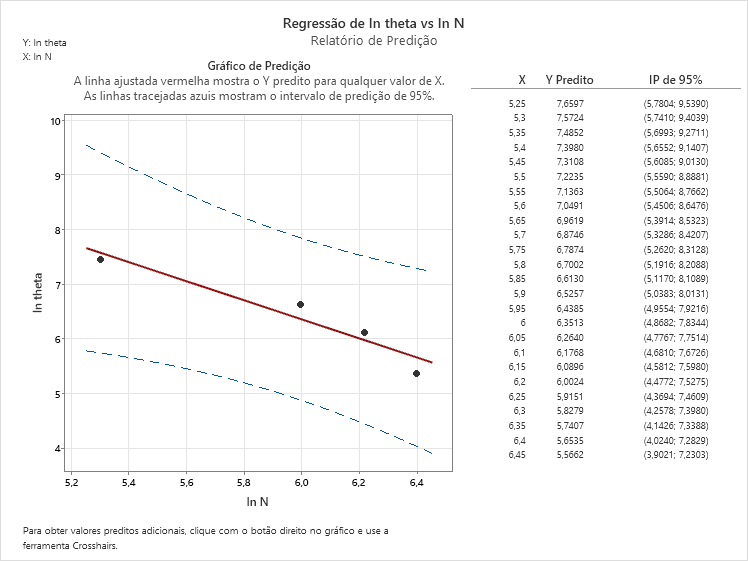 Regressão de ln theta vs ln N
Relatório de Predição
Y: ln theta
X: ln N
Gráfico de Predição
A linha ajustada vermelha mostra o Y predito para qualquer valor de X.
As linhas tracejadas azuis mostram o intervalo de predição de 95%.
10
9
8
7
6
5
4
ln theta
5,2 5,4 5,6 5,8 6,0 6,2 6,4
ln N
X Y Predito IP de 95%
5,25 7,6597 (5,7804; 9,5390)
5,3 7,5724 (5,7410; 9,4039)
5,35 7,4852 (5,6993; 9,2711)
5,4 7,3980 (5,6552; 9,1407)
5,45 7,3108 (5,6085; 9,0130)
5,5 7,2235 (5,5590; 8,8881)
5,55 7,1363 (5,5064; 8,7662)
5,6 7,0491 (5,4506; 8,6476)
5,65 6,9619 (5,3914; 8,5323)
5,7 6,8746 (5,3286; 8,4207)
5,75 6,7874 (5,2620; 8,3128)
5,8 6,7002 (5,1916; 8,2088)
5,85 6,6130 (5,1170; 8,1089)
5,9 6,5257 (5,0383; 8,0131)
5,95 6,4385 (4,9554; 7,9216)
6 6,3513 (4,8682; 7,8344)
6,05 6,2640 (4,7767; 7,7514)
6,1 6,1768 (4,6810; 7,6726)
6,15 6,0896 (4,5812; 7,5980)
6,2 6,0024 (4,4772; 7,5275)
6,25 5,9151 (4,3694; 7,4609)
6,3 5,8279 (4,2578; 7,3980)
6,35 5,7407 (4,1426; 7,3388)
6,4 5,6535 (4,0240; 7,2829)
6,45 5,5662 (3,9021; 7,2303)
Para obter valores preditos adicionais, clique com o botão direito no gráfico e use a
ferramenta Crosshairs.